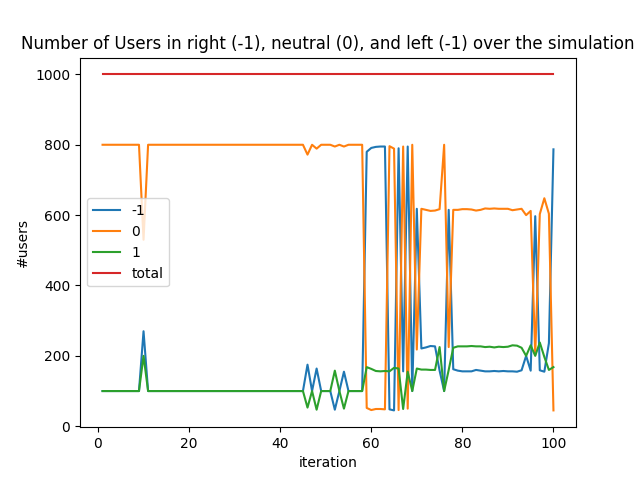 Number of Users in right (-1), neutral (0), and left (-1) over the simulation
1000
800
600
400
200
0
#users
-1
0
1
total
0 20 40 60 80 100
iteration